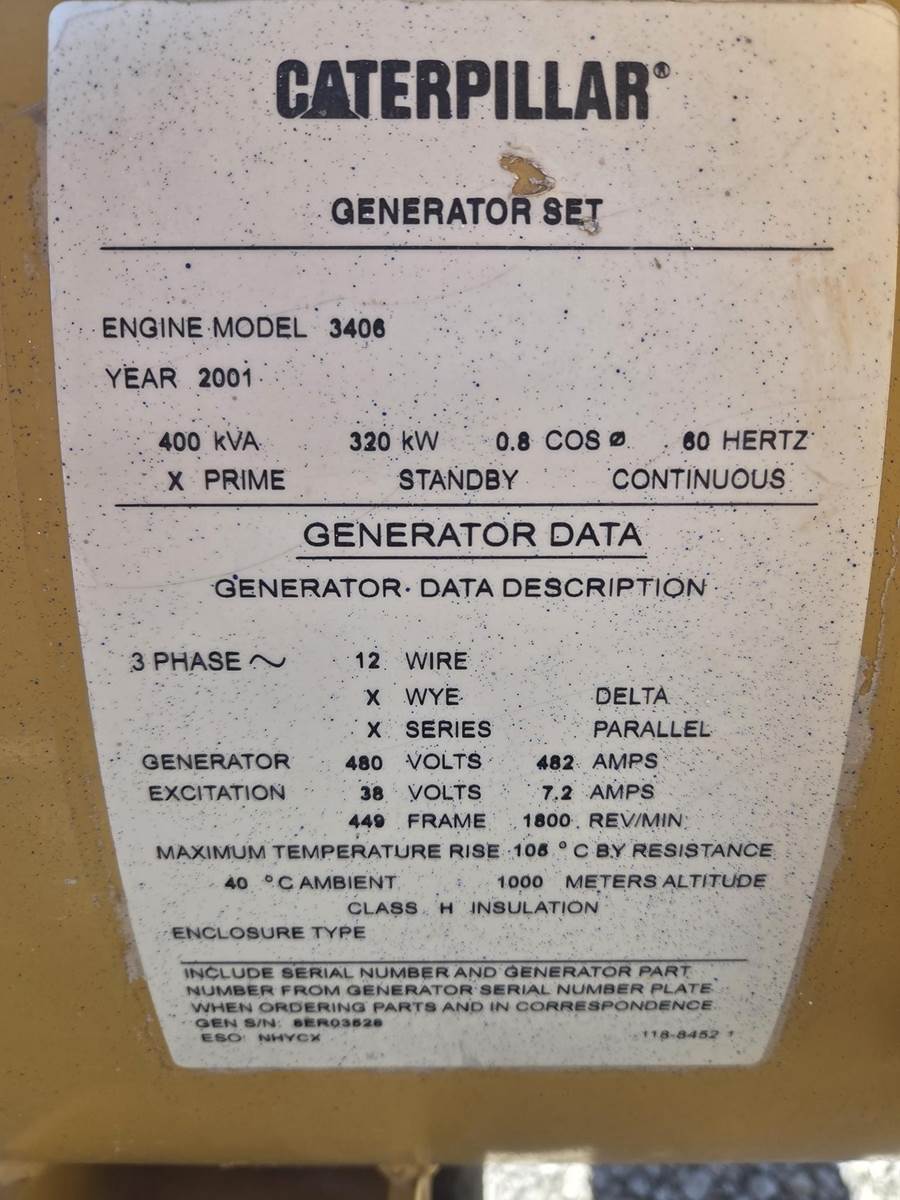 CATERPILLAR®
GENERATOR SET
ENGINE MODEL 3406
YEAR 2001
400 kVA 320 kW 0.8 COS Ø 60 HERTZ
X PRIME STANDBY CONTINUOUS
GENERATOR DATA
GENERATOR DATA DESCRIPTION
3 PHASE ~ 12 WIRE
X WYE DELTA
X SERIES PARALLEL
GENERATOR 480 VOLTS 482 AMPS
EXCITATION 38 VOLTS 7.2 AMPS
449 FRAME 1800 REV/MIN
MAXIMUM TEMPERATURE RISE °C BY RESISTANCE
40 °C AMBIENT 1000 METERS ALTITUDE
CLASS H INSULATION
ENCLOSURE TYPE
INCLUDE SERIAL NUMBER AND GENERATOR PART
NUMBER FROM GENERATOR SERIAL NUMBER PLATE
WHEN ORDERING PARTS AND IN CORRESPONDENCE
GEN S/N:
ESO: NHYCX 118-8452 1